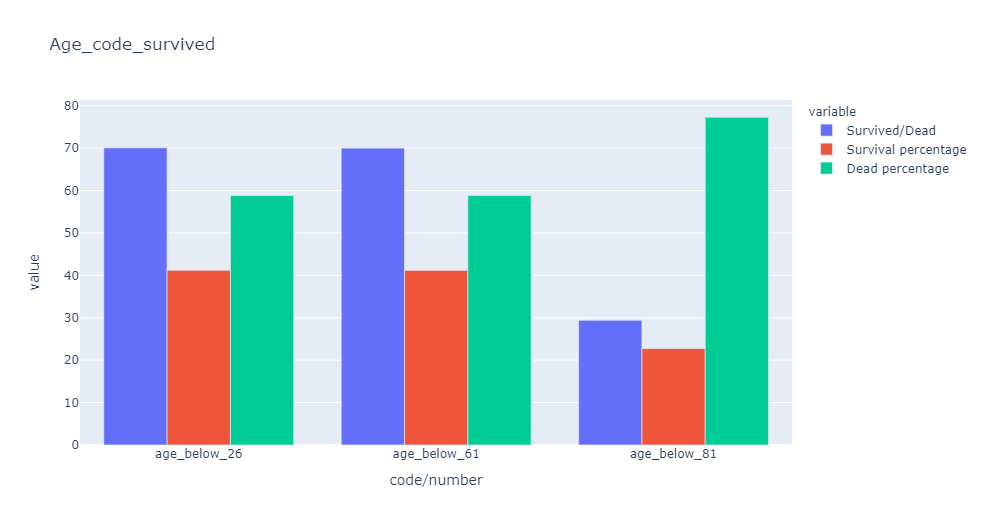 Age_code_survived
variable
Survived/Dead
Survival percentage
Dead percentage
value
80
70
60
50
40
30
20
10
0
age_below_26
age_below_61
age_below_81
code/number